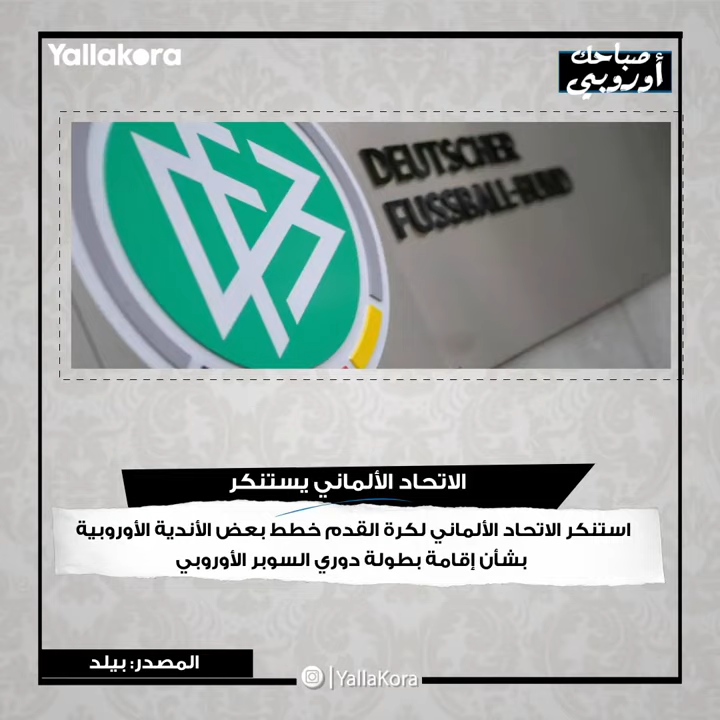 Yallakora
صباحك
أوروبي
DEUTSCHER
FUSSBALL-BUND
الاتحاد الألماني يستنكر
استنكر الاتحاد الألماني لكرة القدم خطط بعض الأندية الأوروبية
بشأن إقامة بطولة دوري السوبر الأوروبي
المصدر: بيلد
YallaKora